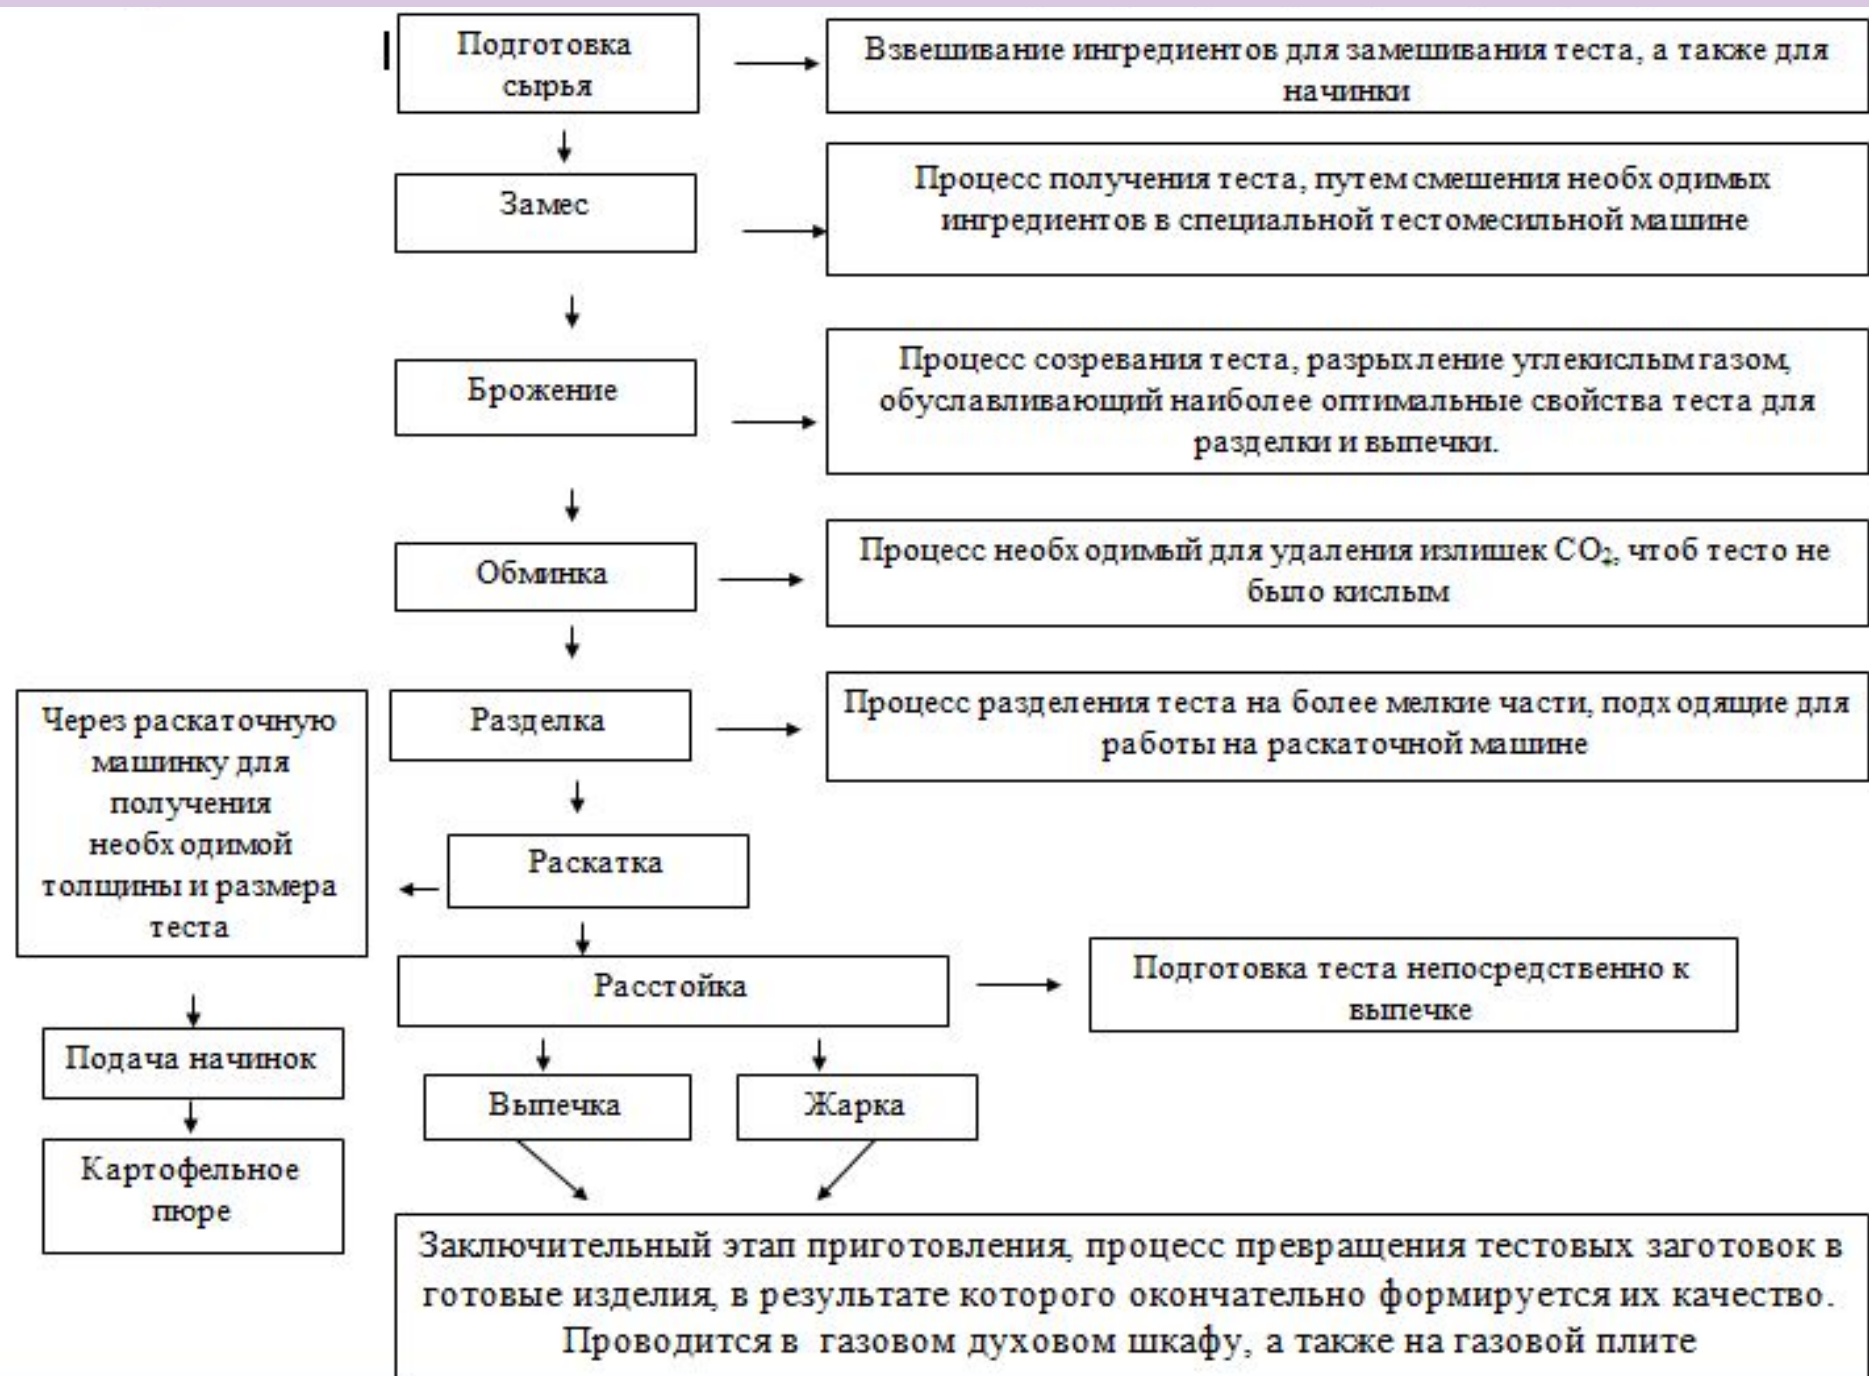 Подготовка
сырья
Взвешивание ингредиентов для замешивания теста, а также для
начинки
Замес
Процесс получения теста, путем смешения необходимых
ингредиентов в специальной тестомесильной машине
Брожение
Процесс созревания теста, разрыхление углекислым газом,
обуславливающий наиболее оптимальные свойства теста для
разделки и выпечки.
Обминка
Процесс необходимый для удаления излишек CO₂, чтоб тесто не
было кислым
Разделка
Процесс разделения теста на более мелкие части, подходящие для
работы на раскаточной машине
Через раскаточную
машинку для
получения
необходимой
толщины и размера
теста
Раскатка
Расстойка
Подготовка теста непосредственно к
выпечке
Подача начинок
Картофельное
пюре
Выпечка
Жарка
Заключительный этап приготовления, процесс превращения тестовых заготовок в
готовые изделия, в результате которого окончательно формируется их качество.
Проводится в газовом духовом шкафу, а также на газовой плите